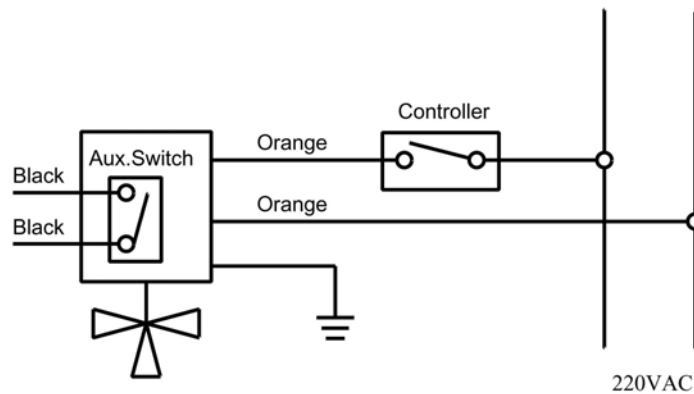 Controller
Orange
Aux.Switch
Black
Orange
Black
220VAC